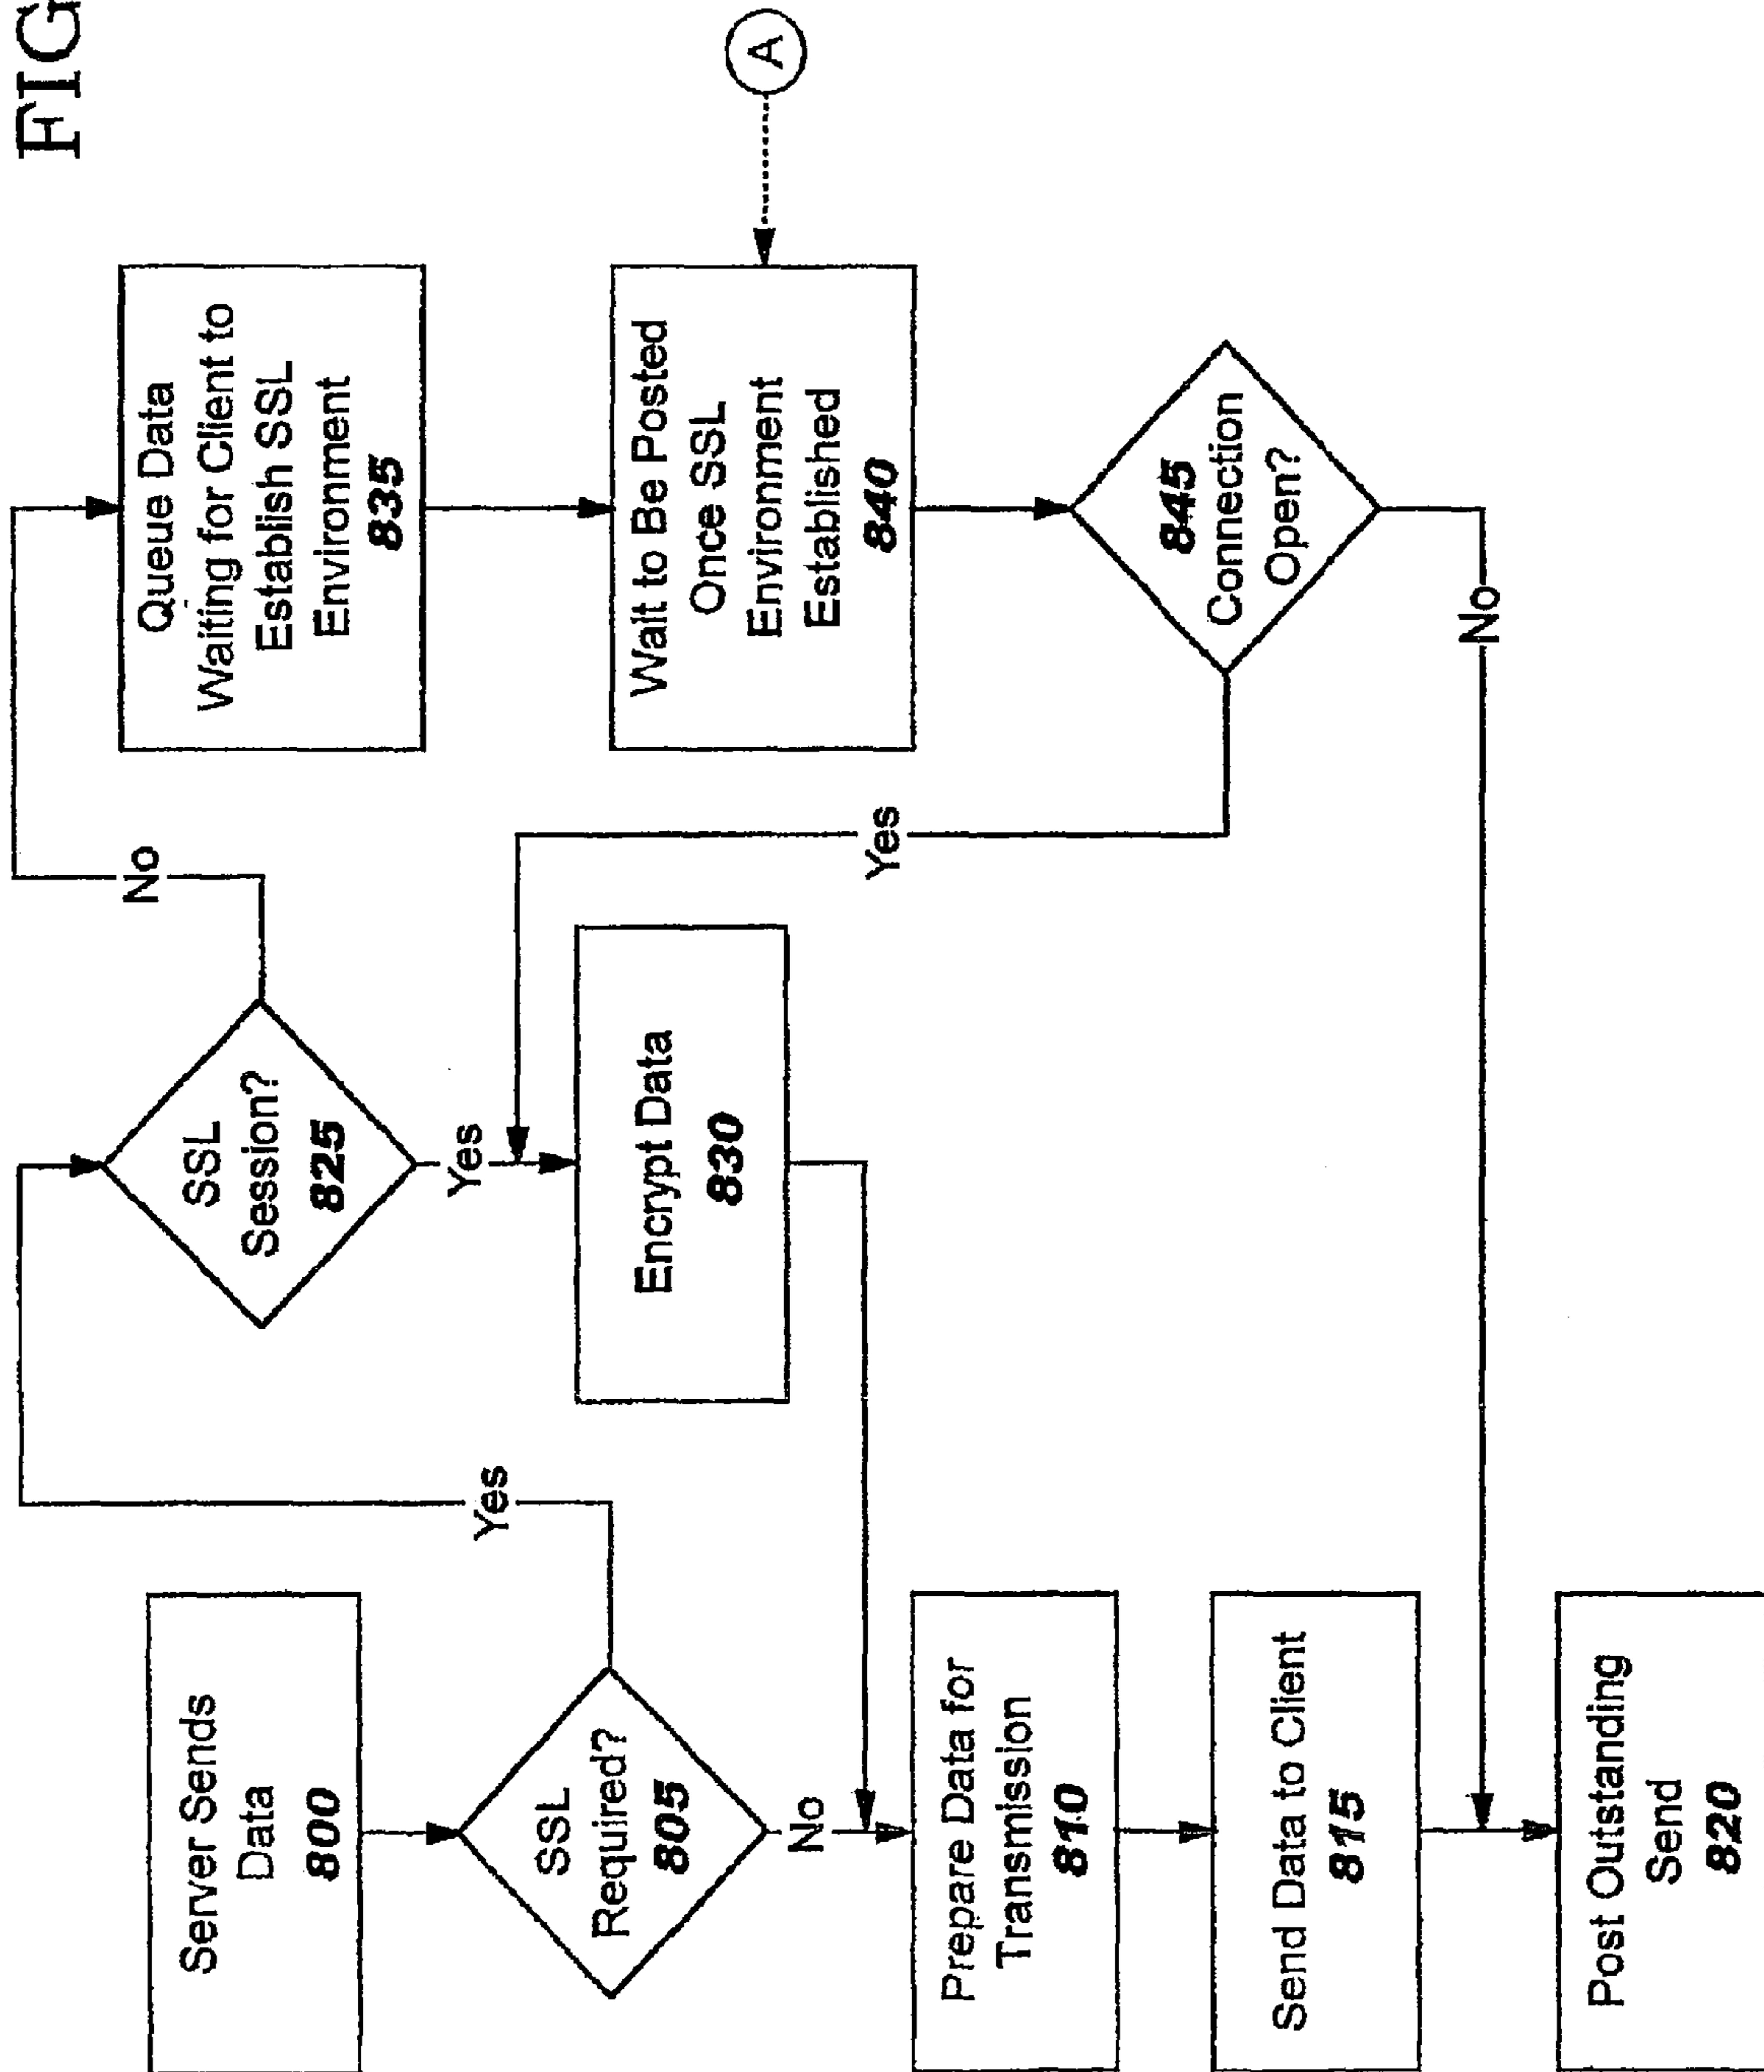 FIG
Server Sends
Data
800
SSL
Required?
805
Yes
No
Prepare Data for
Transmission
810
Send Data to Client
815
Post Outstanding
Send
820
SSL
Session?
825
No
Yes
Encrypt Data
830
Queue Data
Waiting for Client to
Establish SSL
Environment
835
Wait to Be Posted
Once SSL
Environment
Established
840
A
845
Connection
Open?
Yes
No